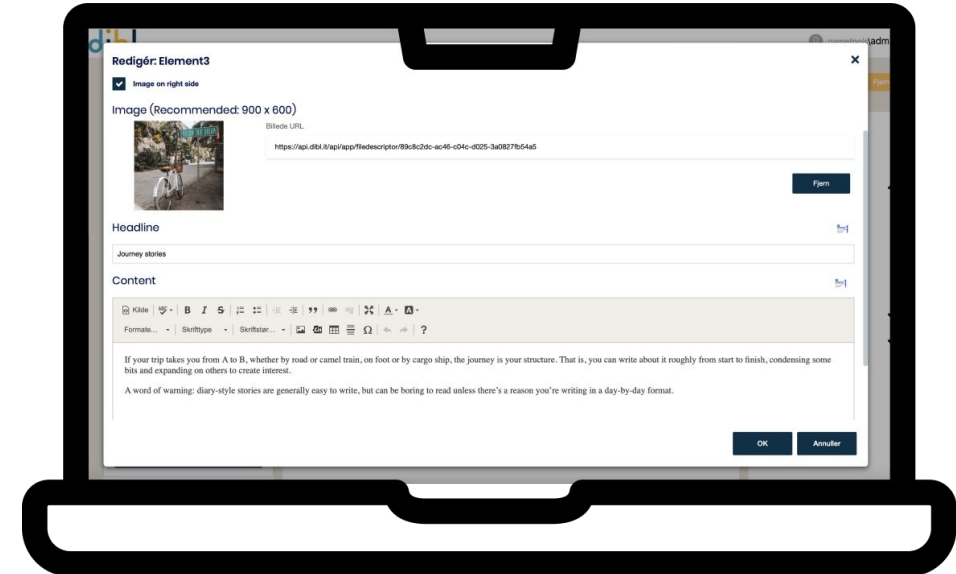 dibl
\adm
Redigér: Element3
Image on right side
Image (Recommended: 900 x 600)
Billede URL
https://api.dibl.it/api/app/filedescriptor/89c8c2dc-ac46-c04c-d025-3a0827fb54a5
Fjern
Headline
Journey stories
Content
Kilde B I S Ω
Formate... Skrifttype Skriftstør... ?
If your trip takes you from A to B, whether by road or camel train, on foot or by cargo ship, the journey is your structure. That is, you can write about it roughly from start to finish, condensing some
bits and expanding on others to create interest.
A word of warning: diary-style stories are generally easy to write, but can be boring to read unless there's a reason you're writing in a day-by-day format.
OK Annuller